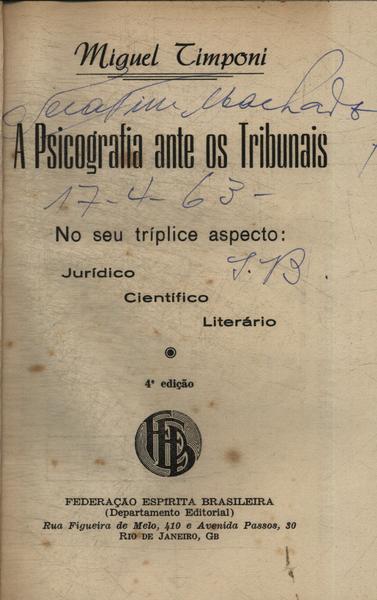 Miguel Timponi
Serafim Machado
A Psicografia ante os Tribunais
17-4-63-
No seu tríplice aspecto:
Jurídico
Científico
Literário
4ª edição
FEB
FEDERAÇÃO ESPIRITA BRASILEIRA
(Departamento Editorial)
Rua Figueira de Melo, 410 e Avenida Passos, 30
RIO DE JANEIRO, GB